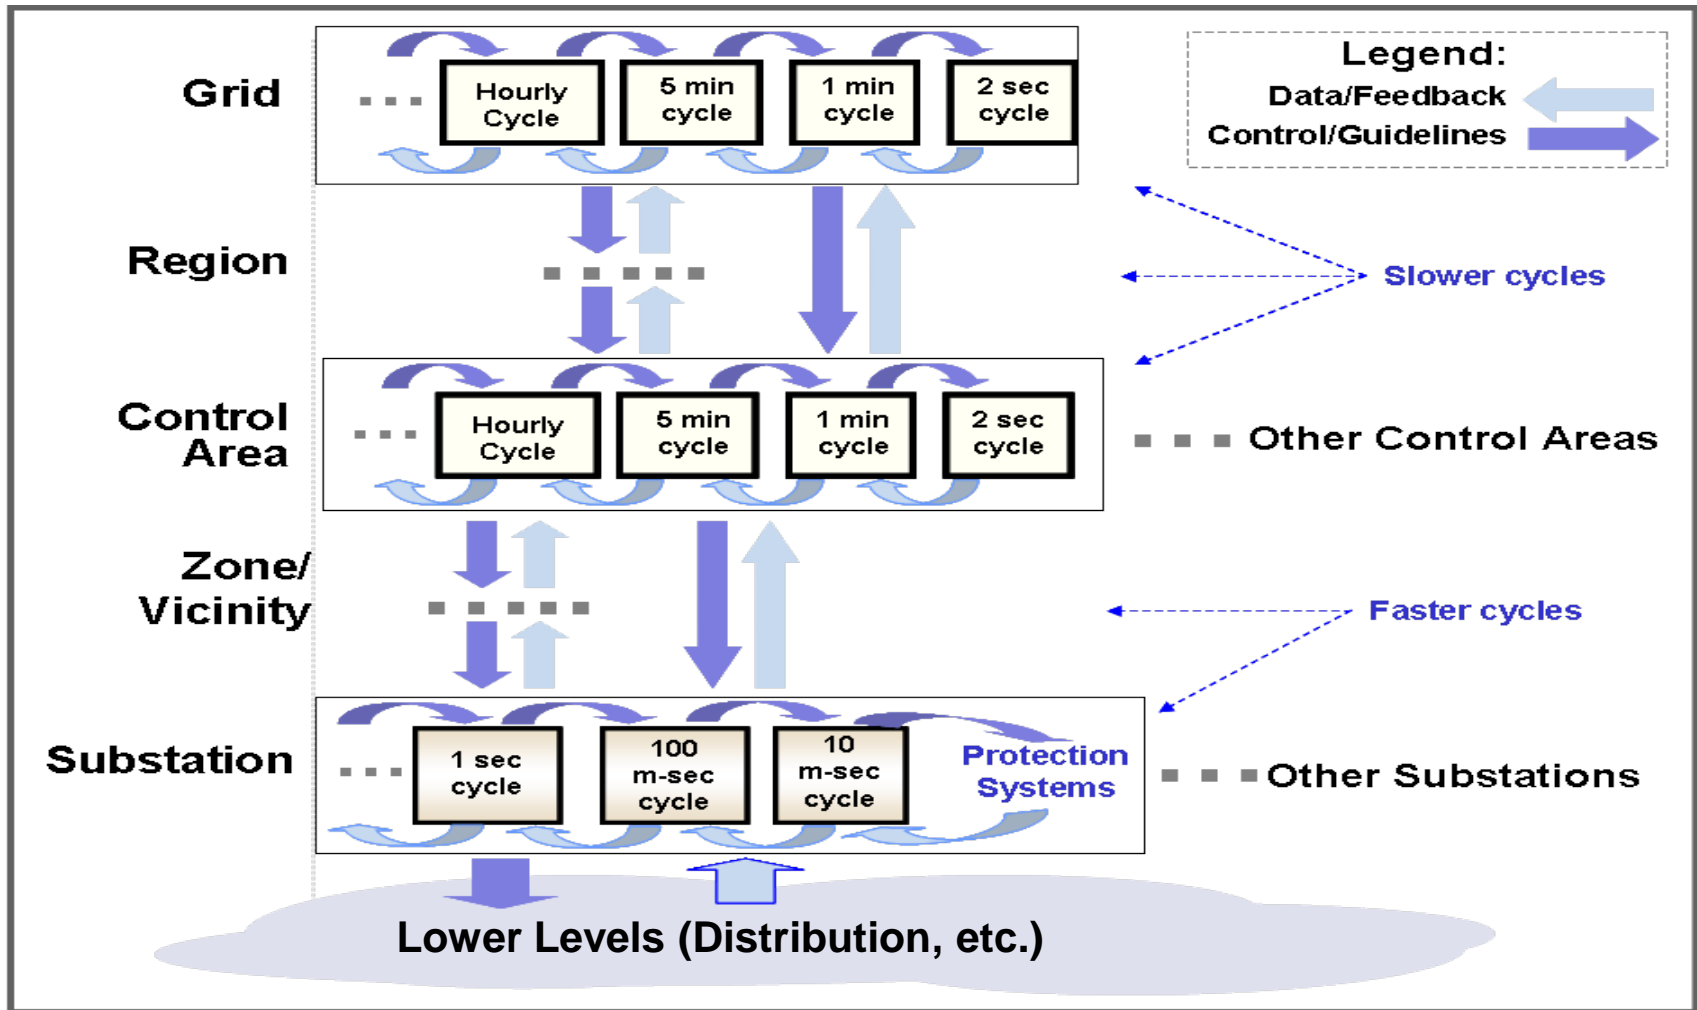 Grid
Hourly
Cycle
5 min
cycle
1 min
cycle
2 sec
cycle
Legend:
Data/Feedback
Control/Guidelines
Region
Slower cycles
Control
Area
Hourly
Cycle
5 min
cycle
1 min
cycle
2 sec
cycle
Other Control Areas
Zone/
Vicinity
Faster cycles
Substation
1 sec
cycle
100
m-sec
cycle
10
m-sec
cycle
Protection
Systems
Other Substations
Lower Levels (Distribution, etc.)